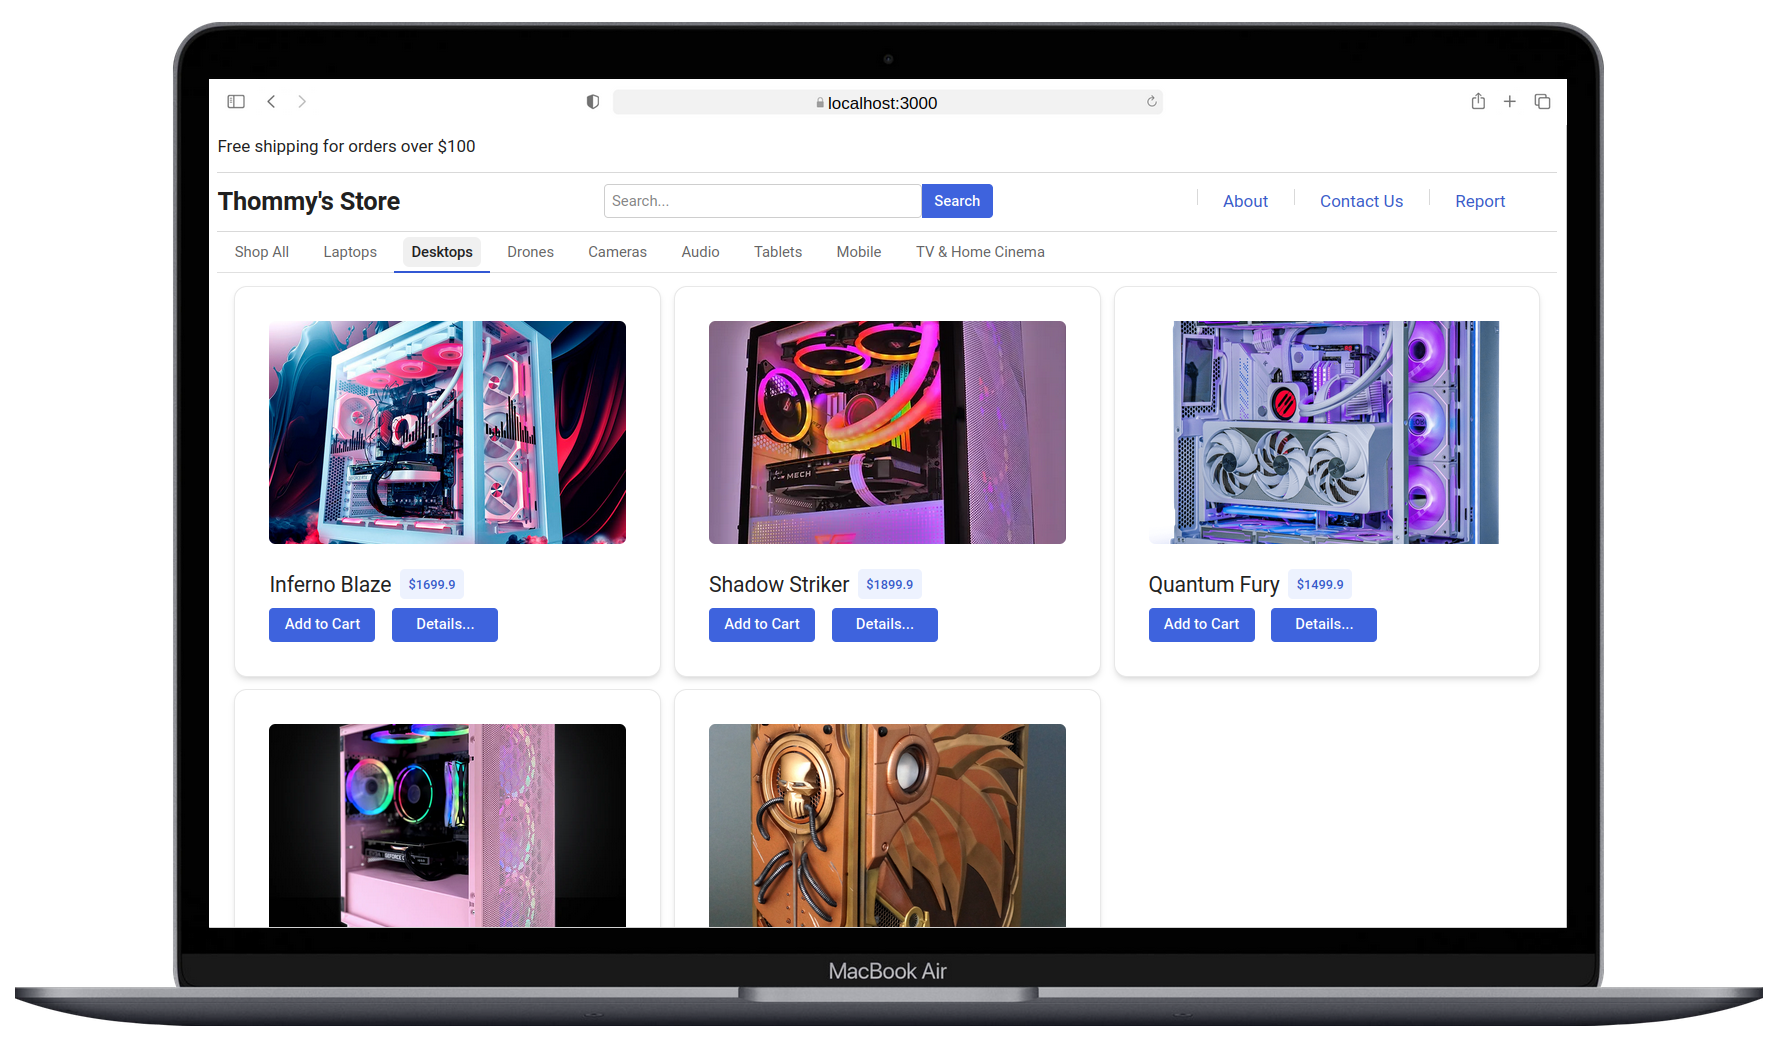 localhost:3000
Free shipping for orders over $100
Thommy's Store
Search...
Search
About
Contact Us
Report
Shop All
Laptops
Desktops
Drones
Cameras
Audio
Tablets
Mobile
TV & Home Cinema
MECH
Inferno Blaze
$1699.9
Shadow Striker
$1899.9
Quantum Fury
$1499.9
Add to Cart
Details...
Add to Cart
Details...
Add to Cart
Details...
MacBook Air